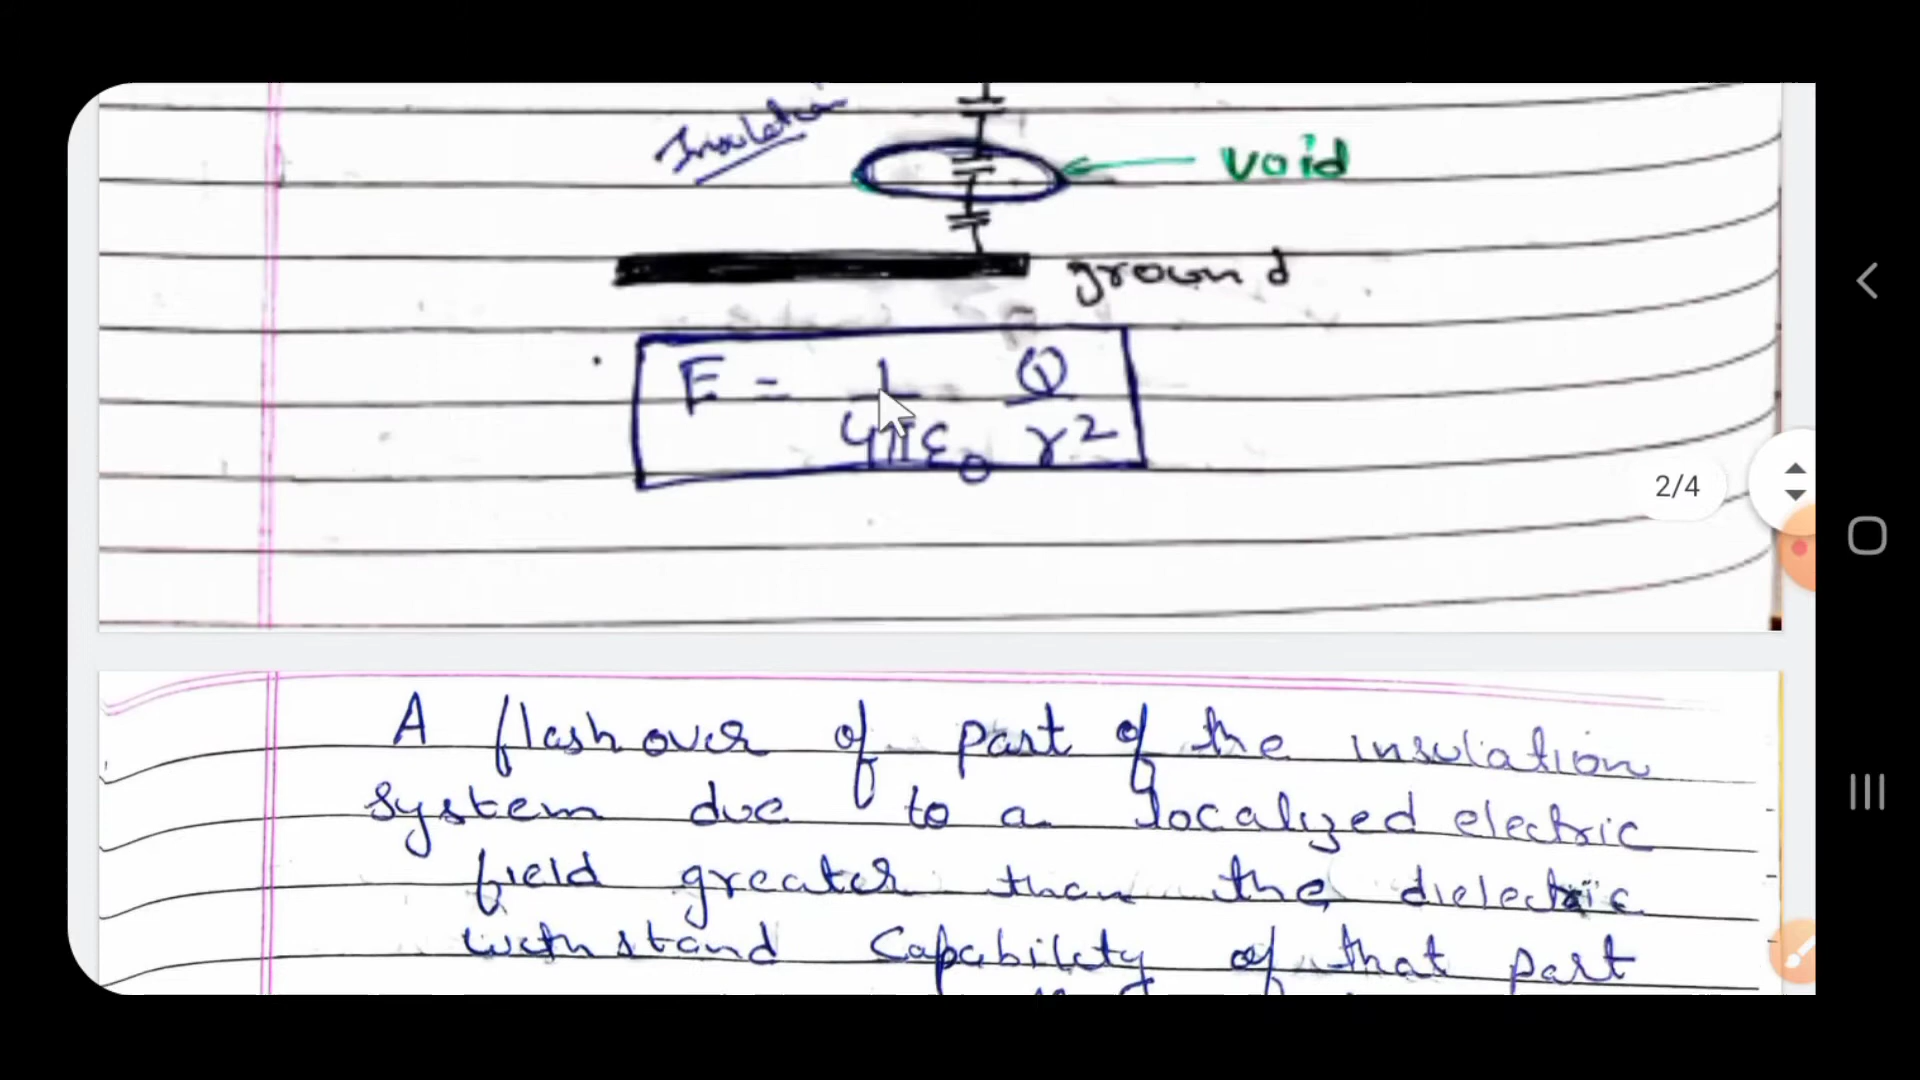 Insulation
void
ground
E = 1/4πε₀ Q/r²
2/4
A flashover of part of the insulation
system due to a localized electric
field greater than the dielectric
withstand capability of that part